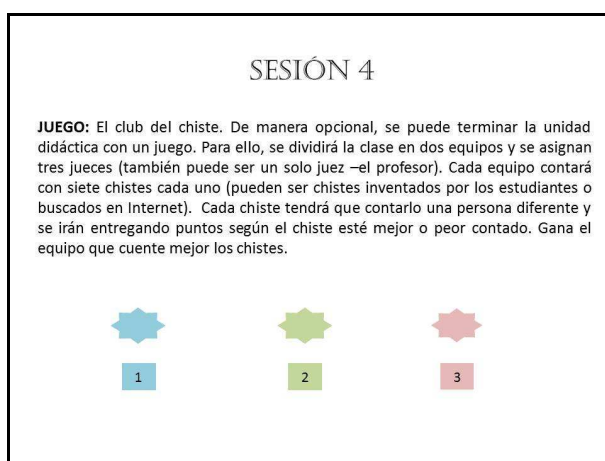 SESIÓN 4
JUEGO: El club del chiste. De manera opcional, se puede terminar la unidad
didáctica con un juego. Para ello, se dividirá la clase en dos equipos y se asignan
tres jueces (también puede ser un solo juez –el profesor). Cada equipo contará
con siete chistes cada uno (pueden ser chistes inventados por los estudiantes o
buscados en Internet). Cada chiste tendrá que contarlo una persona diferente y
se irán entregando puntos según el chiste esté mejor o peor contado. Gana el
equipo que cuente mejor los chistes.
1 2 3